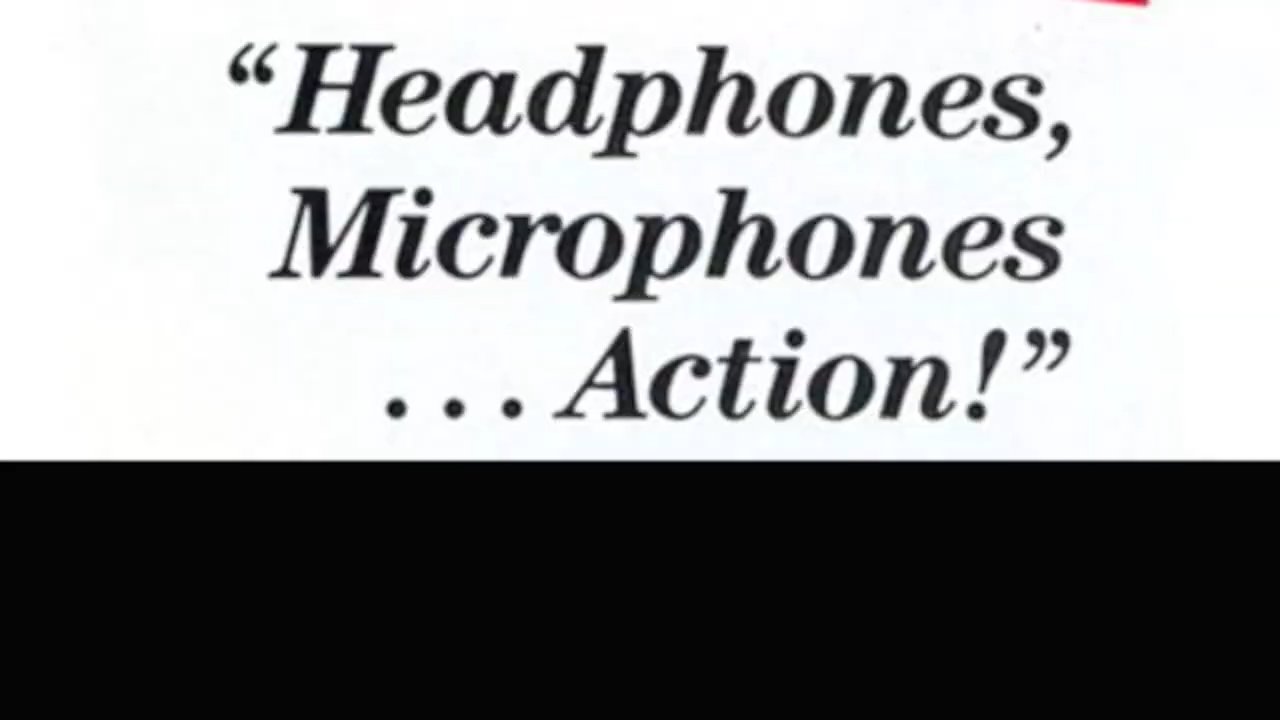 “Headphones,
Microphones
. . . Action!”